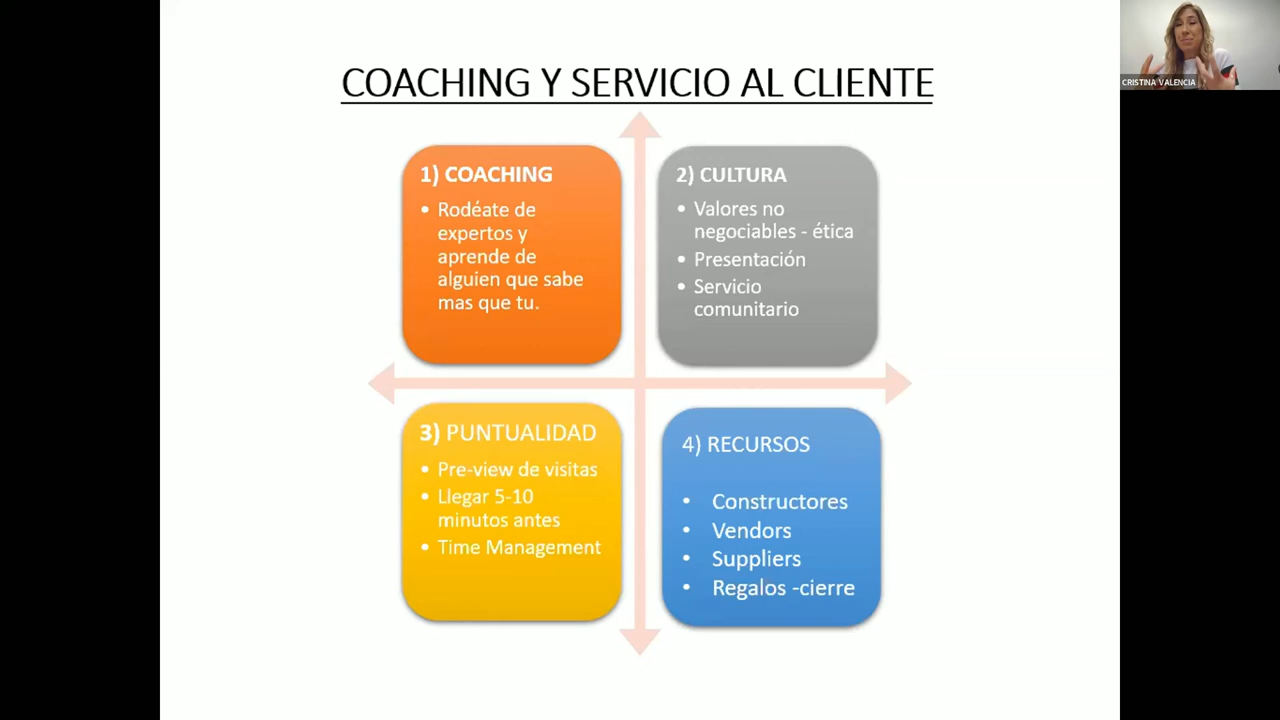 COACHING Y SERVICIO AL CLIENTE
CRISTINA VALENCIA
1) COACHING
• Rodéate de
expertos y
aprende de
alguien que sabe
mas que tu.
2) CULTURA
• Valores no
negociables - ética
• Presentación
• Servicio
comunitario
3) PUNTUALIDAD
• Pre-view de visitas
• Llegar 5-10
minutos antes
• Time Management
4) RECURSOS
• Constructores
• Vendors
• Suppliers
• Regalos -cierre